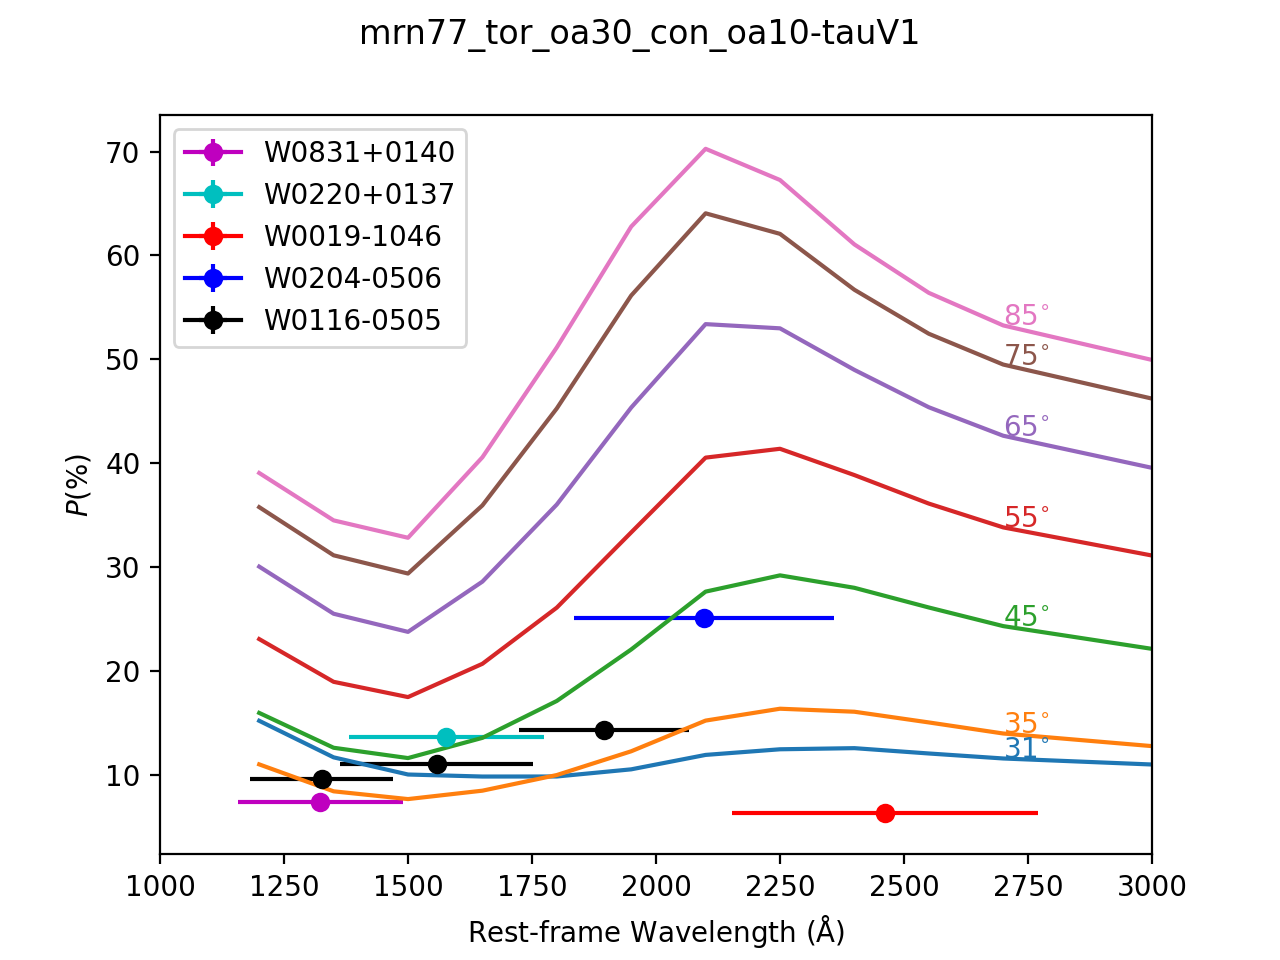 mrn77_tor_oa30_con_oa10-tauV1
W0831+0140
W0220+0137
W0019-1046
W0204-0506
W0116-0505
70
60
50
40
30
20
10
P(%)
85°
75°
65°
55°
45°
35°
31°
1000 1250 1500 1750 2000 2250 2500 2750 3000
Rest-frame Wavelength (Å)